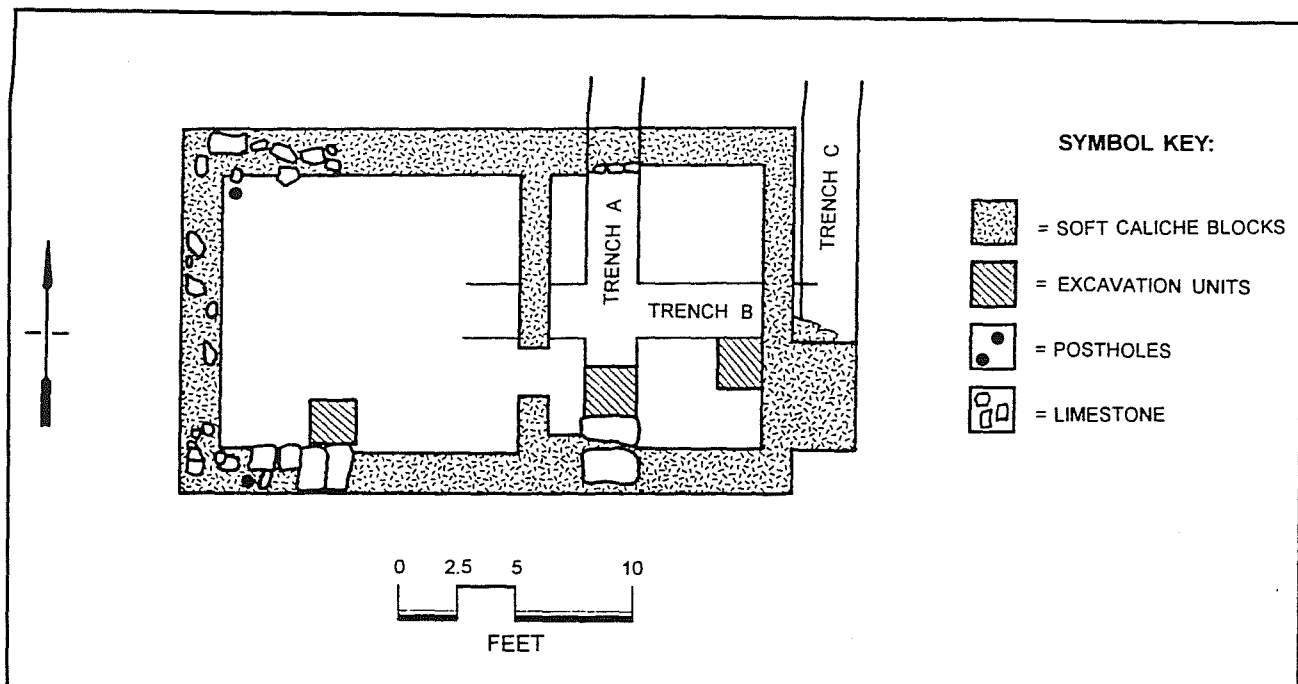 SYMBOL KEY:
= SOFT CALICHE BLOCKS
= EXCAVATION UNITS
= POSTHOLES
= LIMESTONE
TRENCH A
TRENCH B
TRENCH C
0 2.5 5 10
FEET